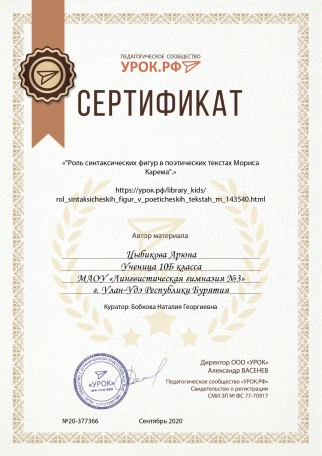 ПЕДАГОГИЧЕСКОЕ СООБЩЕСТВО
УРОК.РФ
СЕРТИФИКАТ
«"Роль синтаксических фигур в поэтических текстах Мориса
Карема".»
https://урок.рф/library_kids/
rol_sintaksicheskih_figur_v_poeticheskih_tekstah_m_143540.html
Автор материала
Цыбикова Арюна
Ученица 10Б класса
МАОУ «Лингвистическая гимназия №3»
г. Улан-Удэ Республики Бурятия
Куратор: Бобкова Наталия Георгиевна
Директор ООО «УРОК»
Александр ВАСЕНЕВ
Педагогическое сообщество «УРОК.РФ»
Свидетельство о регистрации
СМИ ЭЛ № ФС 77-70917
«УРОК»
№20-377366
Сентябрь 2020